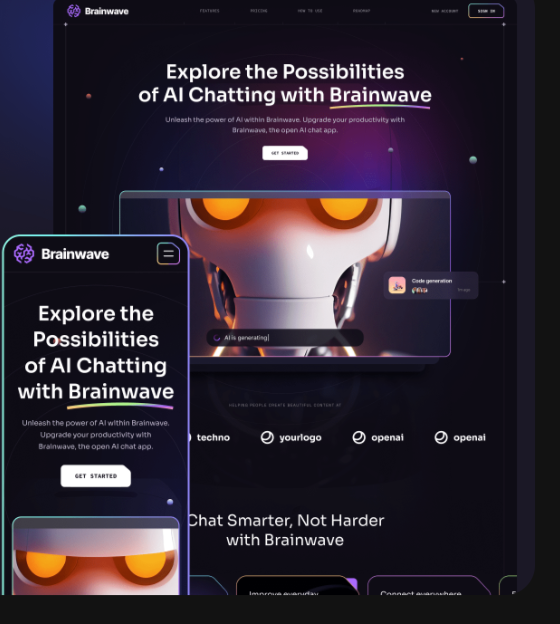 Brainwave
FEATURES
PRICING
HOW TO USE
ROADMAP
NEW ACCOUNT
SIGN IN
Explore the Possibilities
of AI Chatting with Brainwave
Unleash the power of AI within Brainwave. Upgrade your productivity with
Brainwave, the open AI chat app.
GET STARTED
Code generation
AI is generating
HELPING PEOPLE CREATE BEAUTIFUL CONTENT AT
techno
yourlogo
openai
openai
Chat Smarter, Not Harder
with Brainwave
Improve everyday
Connect everywhere
Brainwave
Explore the
Possibilities
of AI Chatting
with Brainwave
Unleash the power of AI within Brainwave.
Upgrade your productivity with
Brainwave, the open AI chat app.
GET STARTED